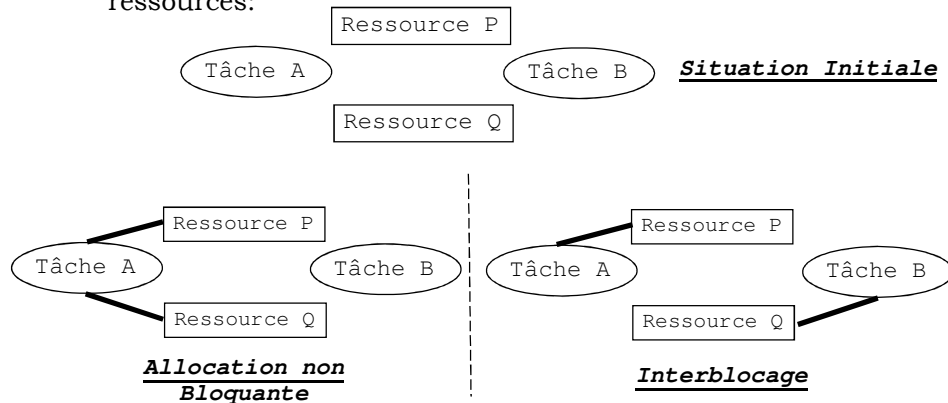 ressources:
Ressource P
Tâche A
Tâche B
Situation Initiale
Ressource Q
Ressource P
Tâche A
Tâche B
Ressource Q
Allocation non
Bloquante
Ressource P
Tâche A
Tâche B
Ressource Q
Interblocage